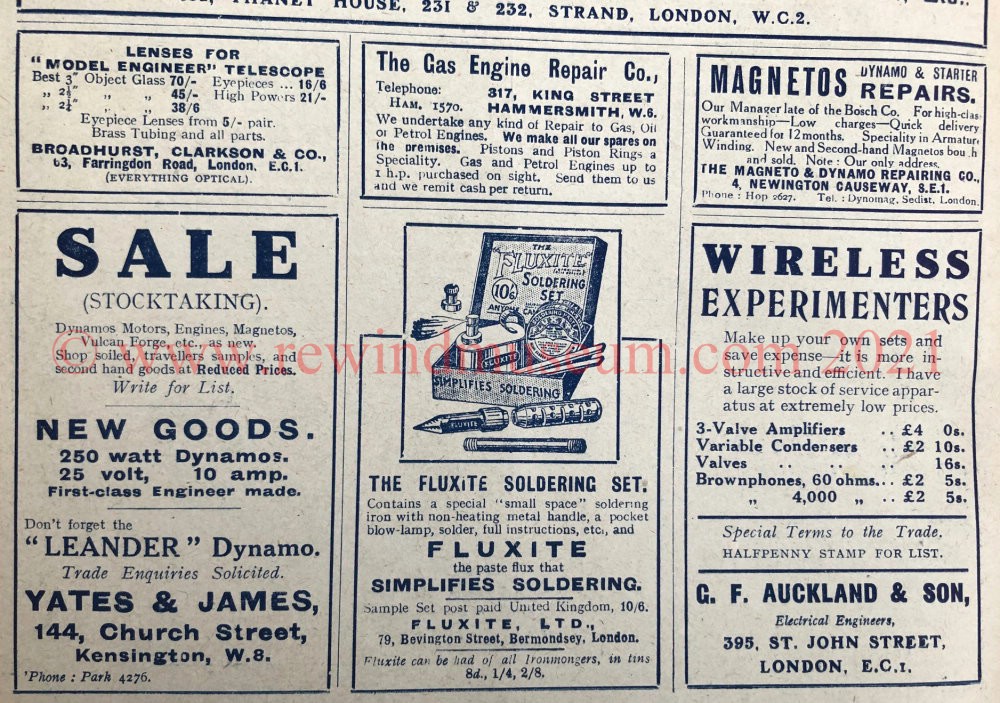 THANET HOUSE, 231 & 232, STRAND, LONDON, W.C.2.
LENSES FOR
"MODEL ENGINEER" TELESCOPE
Best 3" Object Glass 70/- Eyepieces ... 16/6
„ 2½" „ „ 45/- High Powers 21/-
„ 2¼" „ „ 38/6
Eyepiece Lenses from 5/- pair.
Brass Tubing and all parts.
BROADHURST, CLARKSON & CO.,
63, Farringdon Road, London, E.C.1.
(EVERYTHING OPTICAL).
The Gas Engine Repair Co.,
Telephone: 317, KING STREET
HAM, 1570. HAMMERSMITH, W.6.
We undertake any kind of Repair to Gas, Oil
or Petrol Engines. We make all our spares on
the premises. Pistons and Piston Rings a
Speciality. Gas and Petrol Engines up to
1 h.p. purchased on sight. Send them to us
and we remit cash per return.
MAGNETOS DYNAMO & STARTER
REPAIRS.
Our Manager late of the Bosch Co. For high-clas
workmanship—Low charges—Quick delivery
Guaranteed for 12 months. Speciality in Armatur
Winding. New and Second-hand Magnetos bou h
and sold. Note: Our only address.
THE MAGNETO & DYNAMO REPAIRING CO.,
4, NEWINGTON CAUSEWAY, S.E.1.
Phone: Hop 2627. Tel.: Dynomag, Sedist, London.
SALE
(STOCKTAKING).
Dynamos Motors, Engines, Magnetos,
Vulcan Forge, etc., as new.
Shop soiled, travellers samples, and
second hand goods at Reduced Prices.
Write for List.
NEW GOODS.
250 watt Dynamos.
25 volt, 10 amp.
First-class Engineer made.
Don't forget the
"LEANDER" Dynamo.
Trade Enquiries Solicited.
YATES & JAMES,
144, Church Street,
Kensington, W.8.
'Phone: Park 4276.
THE
"FLUXITE"
SOLDERING
SET
10/6
FLUXITE
SIMPLIFIES SOLDERING
THE FLUXITE SOLDERING SET.
Contains a special "small space" soldering
iron with non-heating metal handle, a pocket
blow-lamp, solder, full instructions, etc., and
FLUXITE
the paste flux that
SIMPLIFIES SOLDERING.
Sample Set post paid United Kingdom, 10/6.
FLUXITE, LTD.,
79, Bevington Street, Bermondsey, London.
Fluxite can be had of all Ironmongers, in tins
8d., 1/4, 2/8.
WIRELESS
EXPERIMENTERS
Make up your own sets and
save expense—it is more in-
structive and efficient. I have
a large stock of service appar-
atus at extremely low prices.
3-Valve Amplifiers .. £4 0s.
Variable Condensers .. £2 10s.
Valves .. .. .. 16s.
Brownphones, 60 ohms... £2 5s.
„ 4,000 „ .. £2 5s.
Special Terms to the Trade.
HALFPENNY STAMP FOR LIST.
G. F. AUCKLAND & SON,
Electrical Engineers,
395, ST. JOHN STREET,
LONDON, E.C.1.
© www.rewindmuseum.com 2021